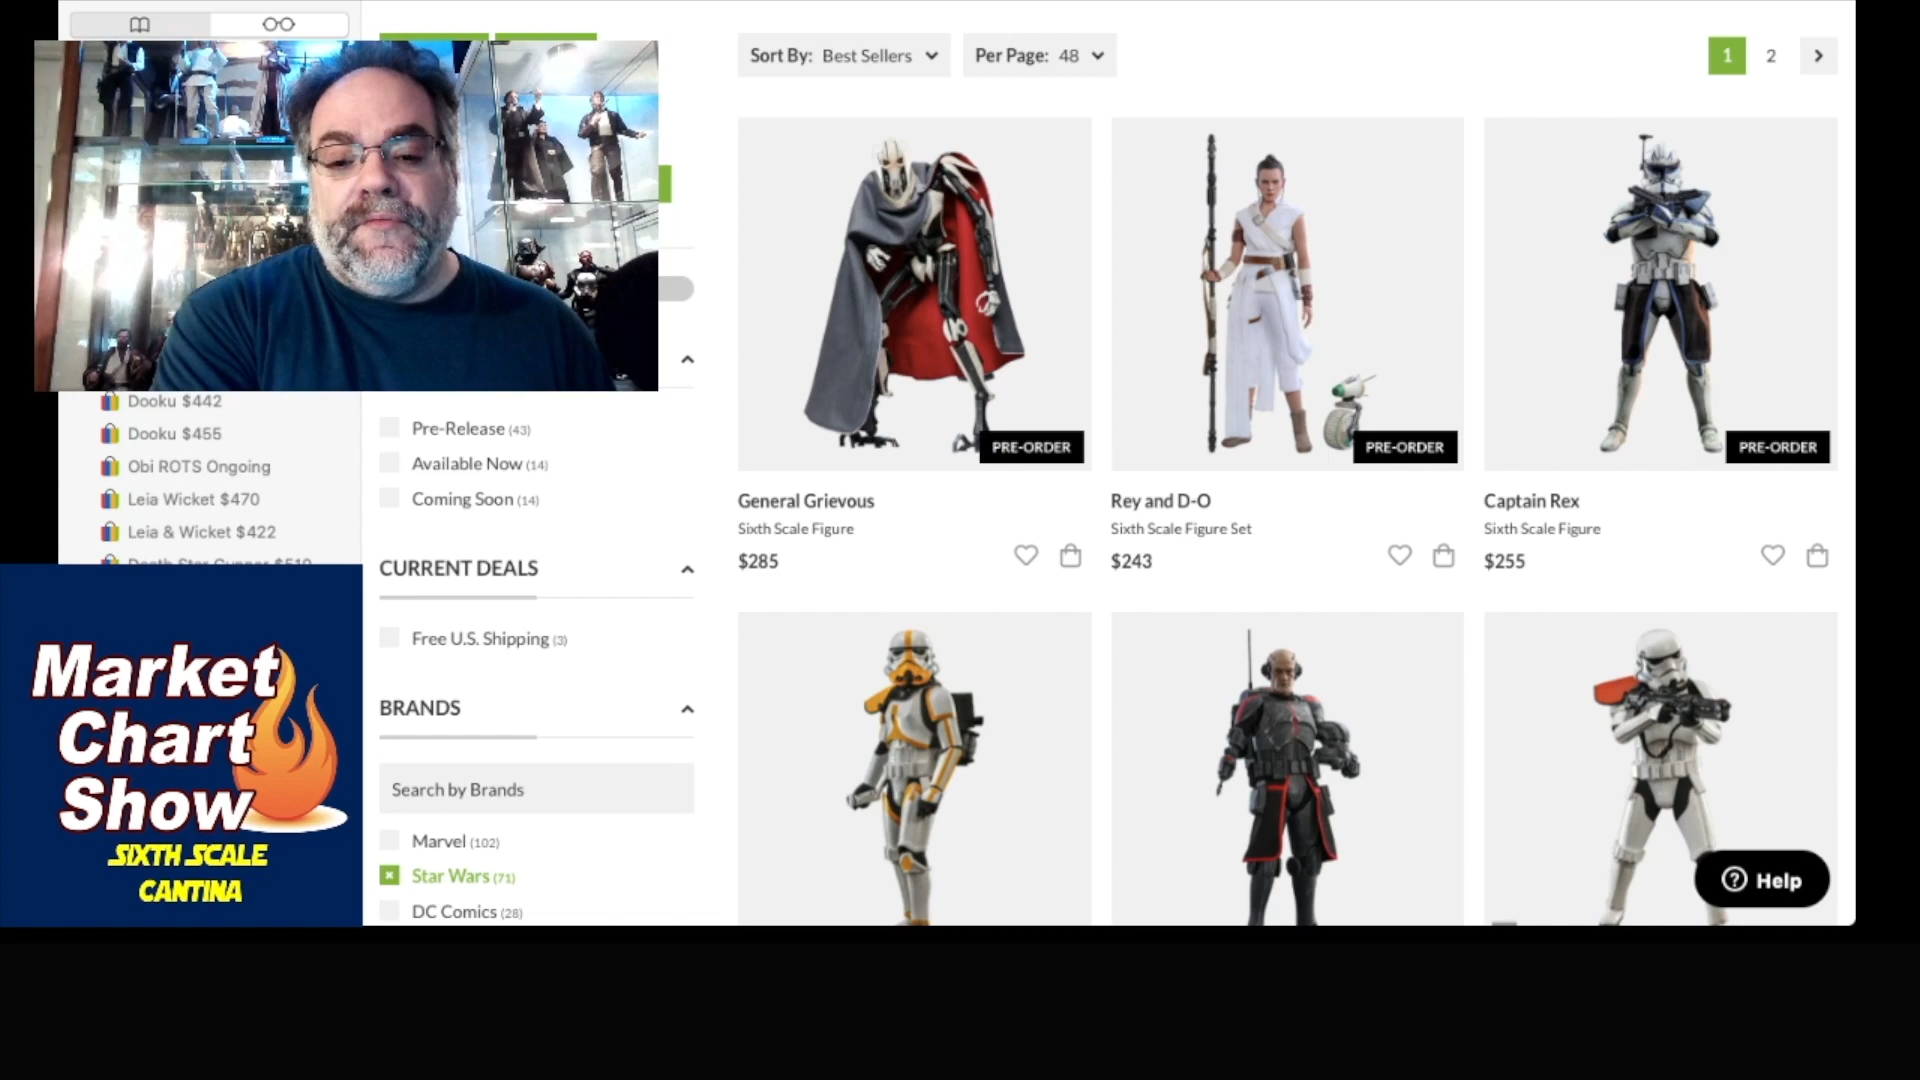 Sort By: Best Sellers
Per Page: 48
1 2
Dooku $442
Dooku $455
Obi ROTS Ongoing
Leia Wicket $470
Leia & Wicket $422
Death Star Gunner $510
Pre-Release (43)
Available Now (14)
Coming Soon (14)
CURRENT DEALS
Free U.S. Shipping (3)
BRANDS
Search by Brands
Marvel (102)
Star Wars (71)
DC Comics (28)
PRE-ORDER
General Grievous
Sixth Scale Figure
$285
PRE-ORDER
Rey and D-O
Sixth Scale Figure Set
$243
PRE-ORDER
Captain Rex
Sixth Scale Figure
$255
Help
Market
Chart
Show
SIXTH SCALE
CANTINA